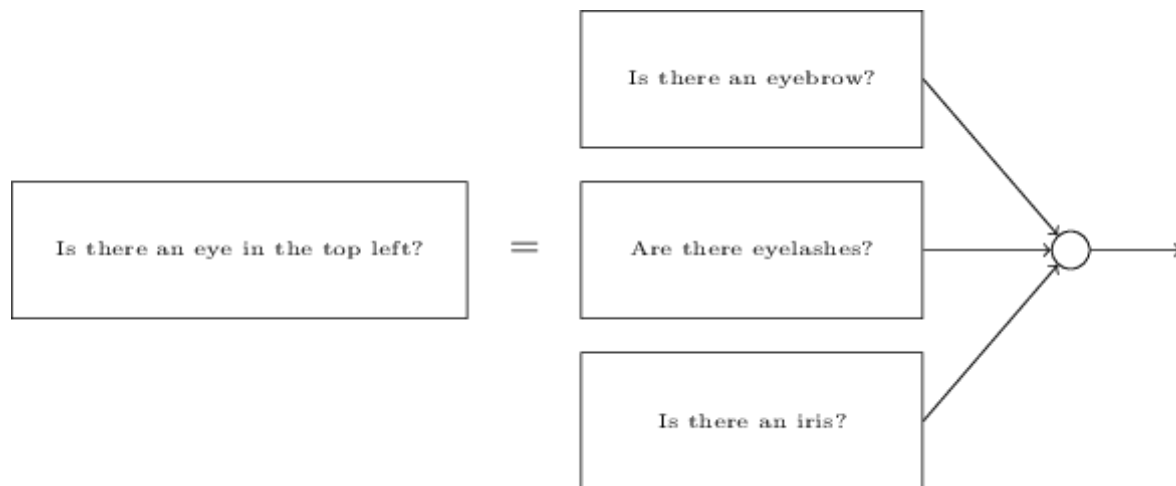 Is there an eyebrow?
Is there an eye in the top left?
=
Are there eyelashes?
Is there an iris?